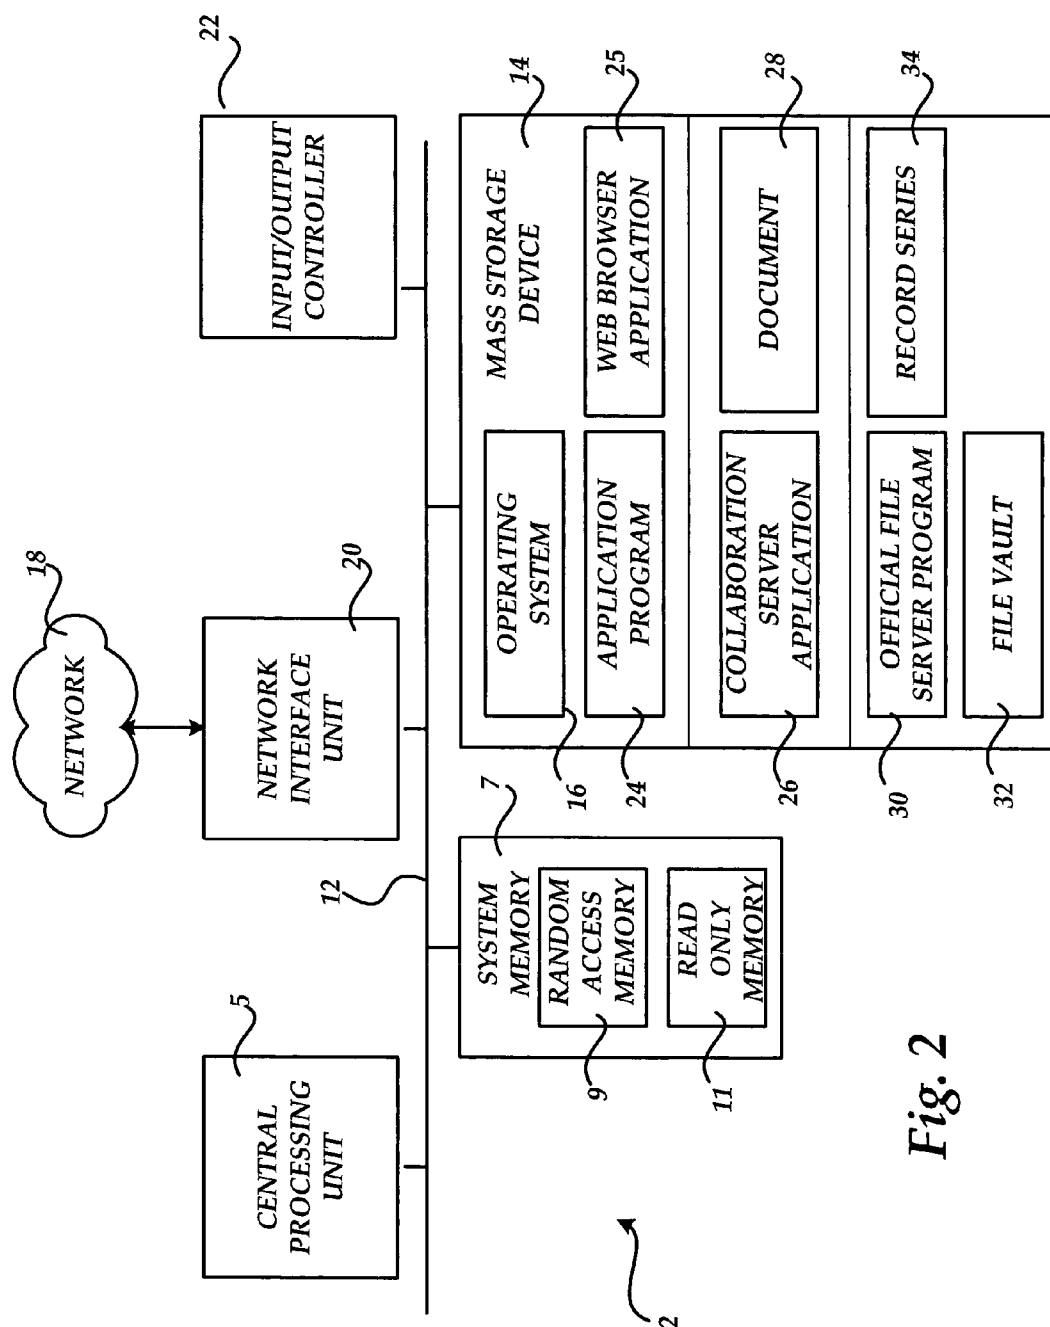 18
NETWORK
22
5
CENTRAL
PROCESSING
UNIT
NETWORK
INTERFACE
UNIT
20
INPUT/OUTPUT
CONTROLLER
12
7
SYSTEM
MEMORY
RANDOM
ACCESS
MEMORY
9
READ
ONLY
MEMORY
11
14
MASS STORAGE
DEVICE
OPERATING
SYSTEM
16
25
WEB BROWSER
APPLICATION
APPLICATION
PROGRAM
24
COLLABORATION
SERVER
APPLICATION
26
DOCUMENT
28
OFFICIAL FILE
SERVER PROGRAM
30
RECORD SERIES
34
FILE VAULT
32
2
Fig. 2